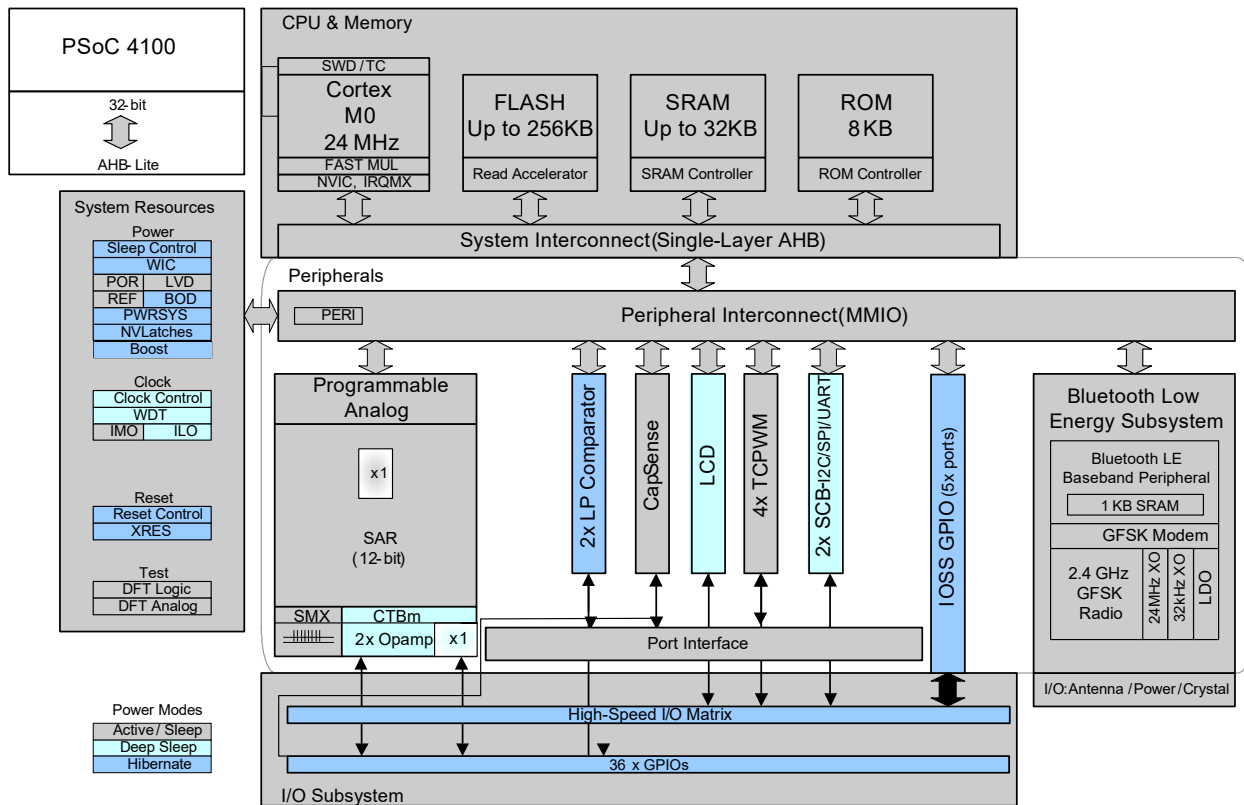 PSoC 4100
32-bit
AHB-Lite
CPU & Memory
SWD/TC
Cortex
M0
24 MHz
FAST MUL
NVIC, IRQMX
FLASH
Up to 256KB
Read Accelerator
SRAM
Up to 32KB
SRAM Controller
ROM
8KB
ROM Controller
System Interconnect(Single-Layer AHB)
System Resources
Power
Sleep Control
WIC
POR LVD
REF BOD
PWRSYS
NVLatches
Boost
Clock
Clock Control
WDT
IMO ILO
Reset
Reset Control
XRES
Test
DFT Logic
DFT Analog
Peripherals
PERI
Peripheral Interconnect(MMIO)
Programmable
Analog
x1
SAR
(12-bit)
SMX CTBm
2x Opamp x1
2x LP Comparator
CapSense
LCD
4x TCPWM
2x SCB-I2C/SPI/UART
IOSS GPIO (5x ports)
Port Interface
Bluetooth Low
Energy Subsystem
Bluetooth LE
Baseband Peripheral
1 KB SRAM
GFSK Modem
2.4 GHz
GFSK
Radio
24MHz XO
32kHz XO
LDO
I/O:Antenna/Power/Crystal
Power Modes
Active/Sleep
Deep Sleep
Hibernate
High-Speed I/O Matrix
36 x GPIOs
I/O Subsystem